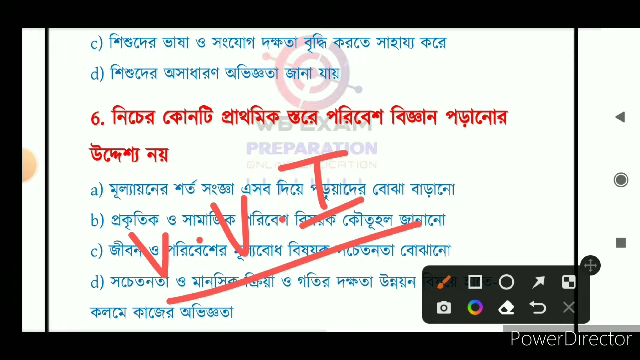 c) শিশুদের ভাষা ও সংযোগ দক্ষতা বৃদ্ধি করতে সাহায্য করে
d) শিশুদের অসাধারণ অভিজ্ঞতা জানা যায়
6. নিচের কোনটি প্রাথমিক স্তরে পরিবেশ বিজ্ঞান পড়ানোর
উদ্দেশ্য নয়
WB EXAM
PREPARATION
a) মূল্যায়নের শর্ত সংজ্ঞা এসব দিয়ে পড়ুয়াদের বোঝা বাড়ানো
b) প্রকৃতিক ও সামাজিক পরিবেশ বিষয়ক কৌতূহল জানানো
c) জীবন ও পরিবেশের মূল্যবোধ বিষয়ক সচেতনতা বোঝানো
d) সচেতনতা ও মানসিক ক্রিয়া ও গতির দক্ষতা উন্নয়ন
কলমে কাজের অভিজ্ঞতা
V.V.I
PowerDirector